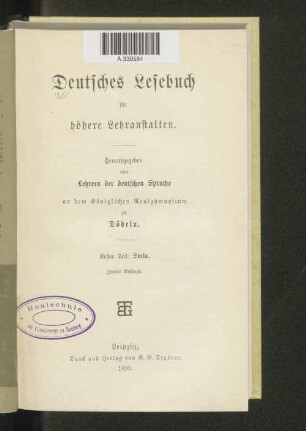 A 339584
Deutsches Lesebuch
für
höhere Lehranstalten.
Herausgegeben
von
Lehrern der deutschen Sprache
an dem Königlichen Realgymnasium
zu
Döbeln.
Erster Teil: Sexta.
Zweite Auflage.
Realschule
Leipzig,
Druck und Verlag von B. G. Teubner.